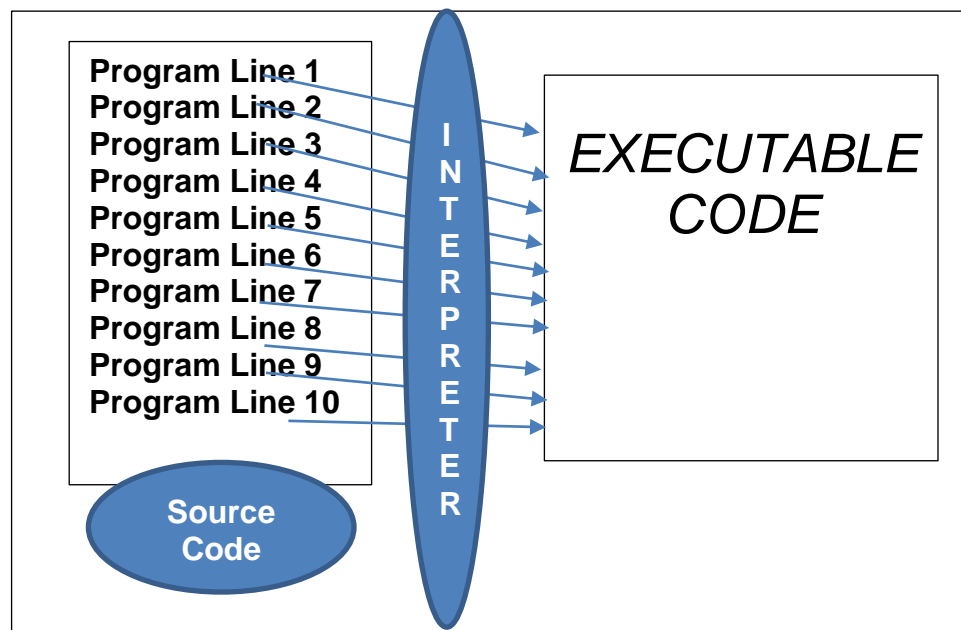 Program Line 1
Program Line 2
Program Line 3
Program Line 4
Program Line 5
Program Line 6
Program Line 7
Program Line 8
Program Line 9
Program Line 10
Source
Code
INTERPRETER
EXECUTABLE
CODE